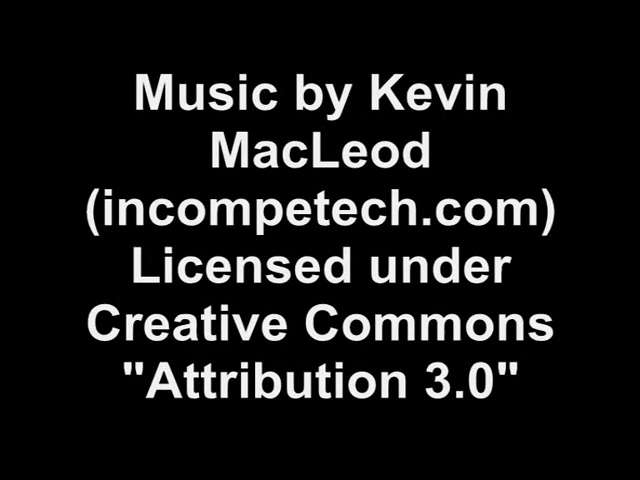 Music by Kevin
MacLeod
(incompetech.com)
Licensed under
Creative Commons
"Attribution 3.0"